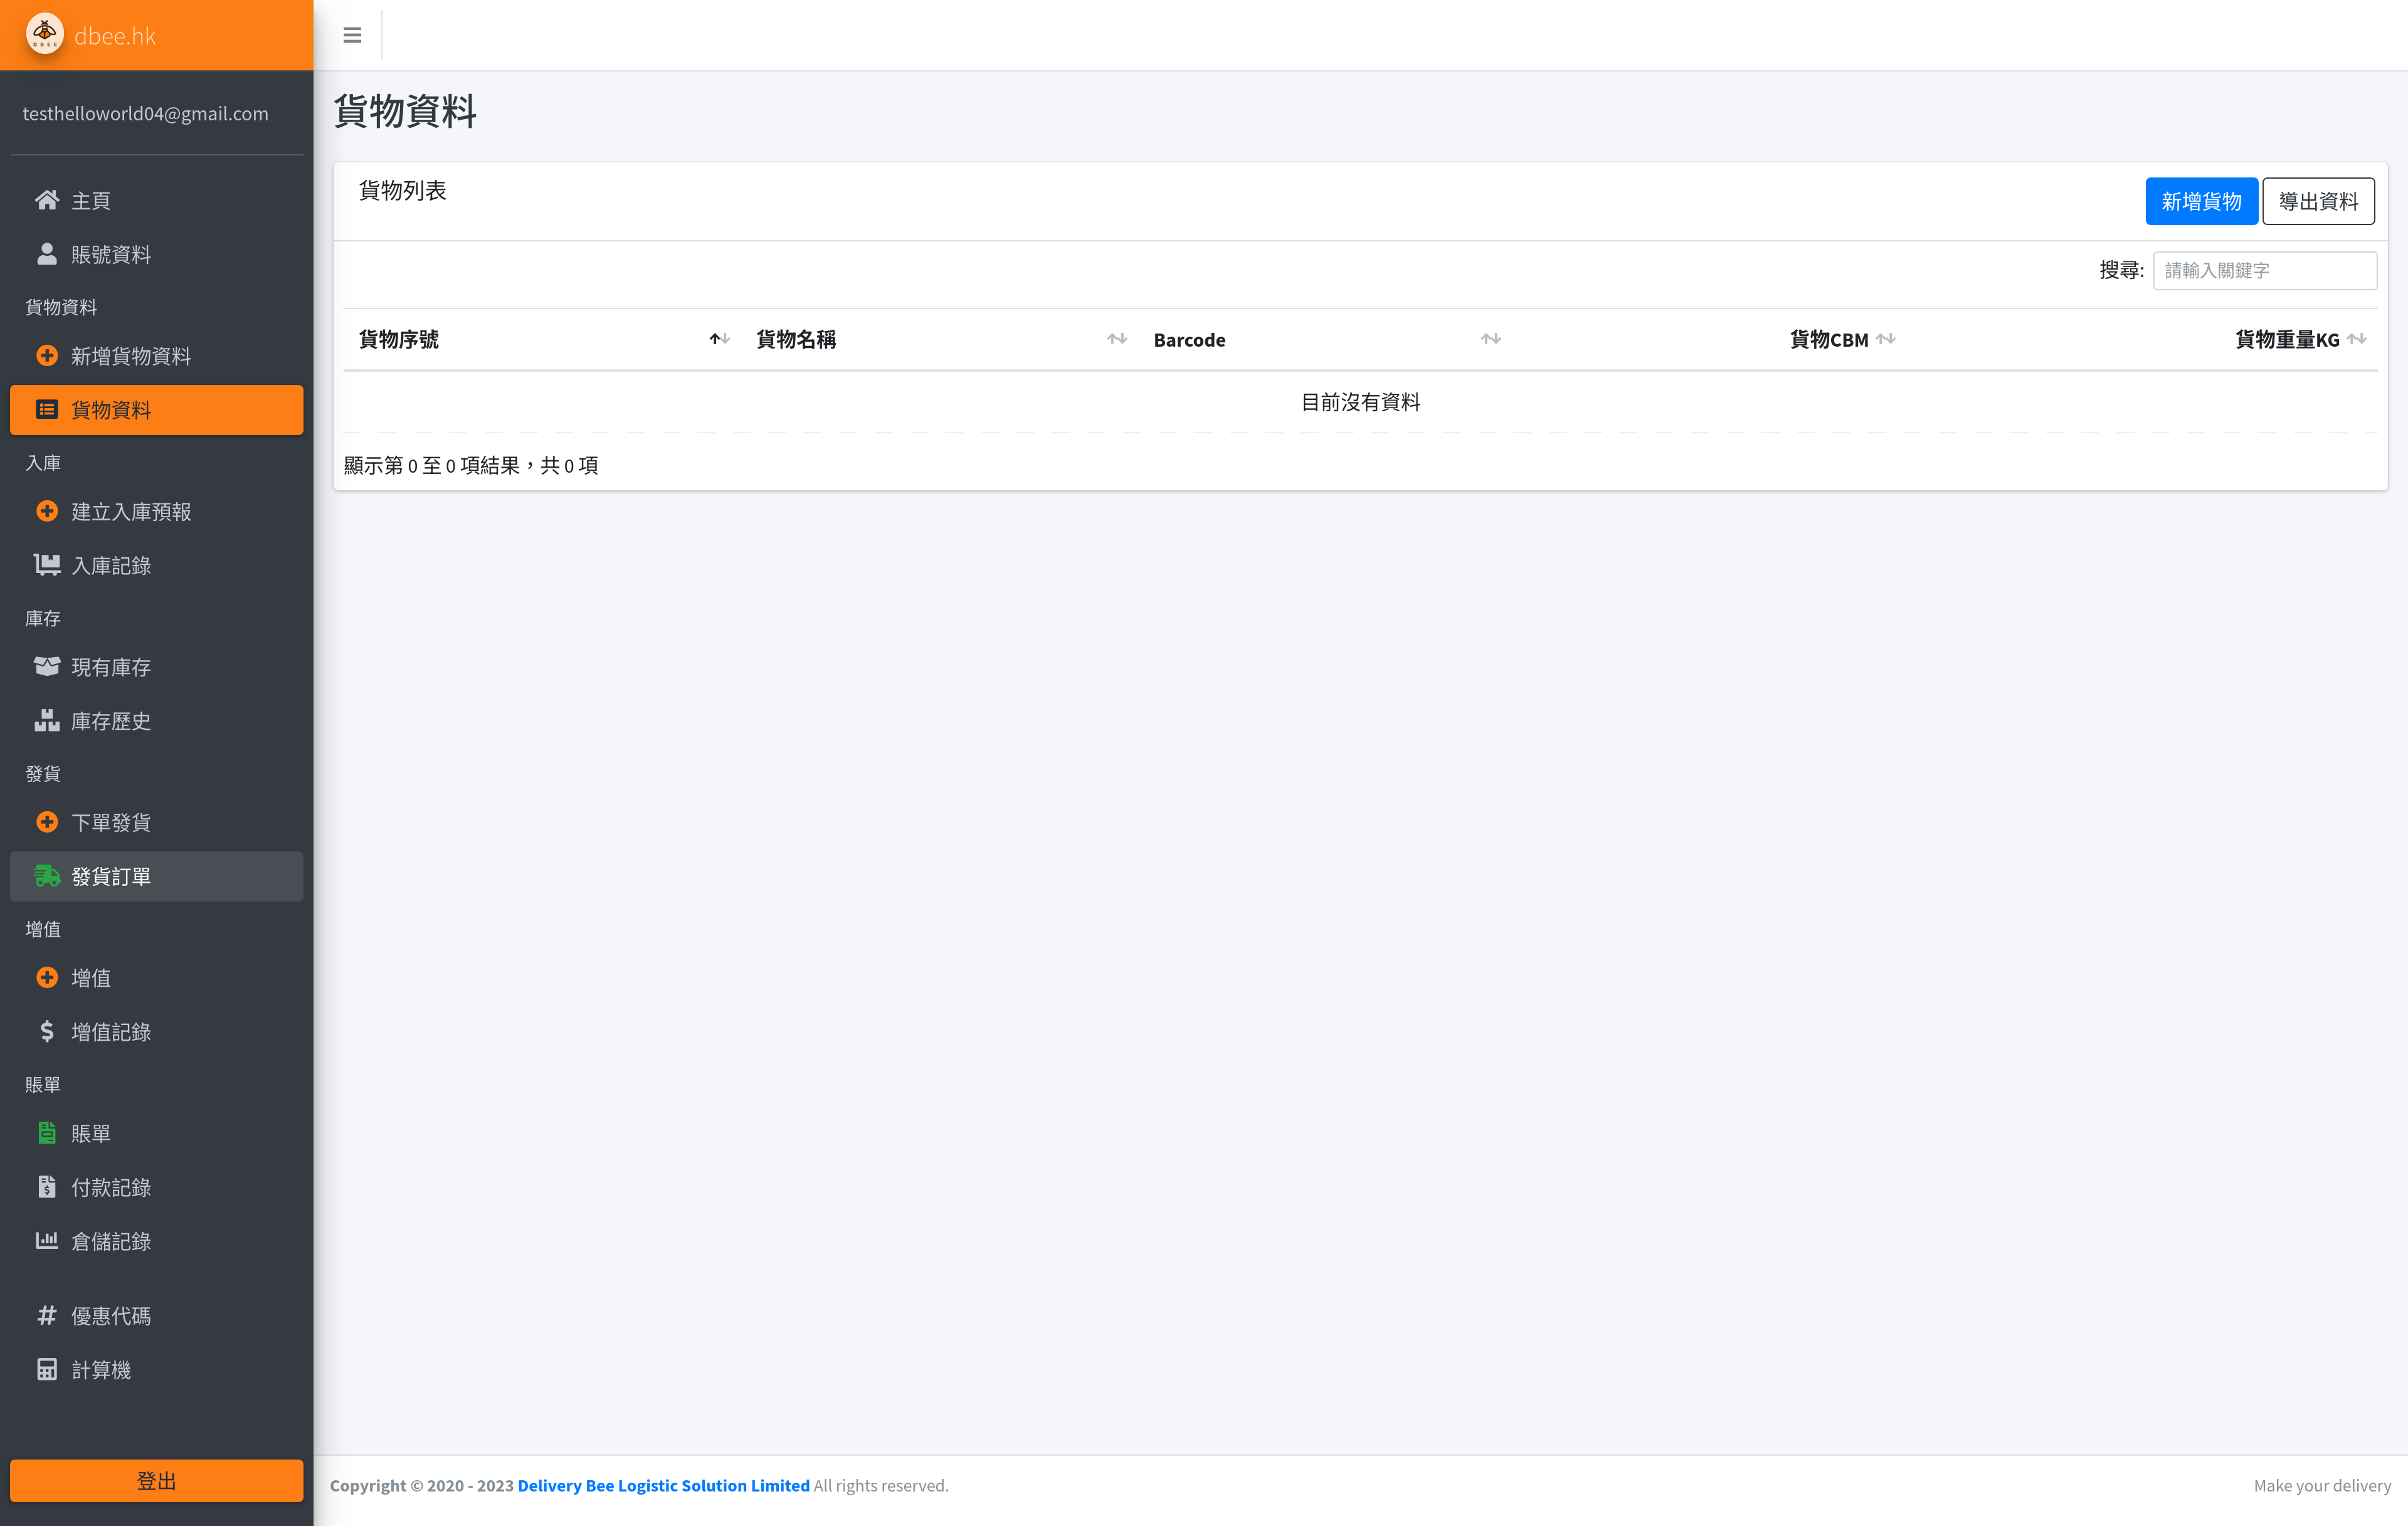 DBEE
dbee.hk
testhelloworld04@gmail.com
主頁
賬號資料
貨物資料
新增貨物資料
貨物資料
入庫
建立入庫預報
入庫記錄
庫存
現有庫存
庫存歷史
發貨
下單發貨
發貨訂單
增值
增值
增值記錄
賬單
賬單
付款記錄
倉儲記錄
優惠代碼
計算機
登出
貨物資料
貨物列表
新增貨物 導出資料
搜尋: 請輸入關鍵字
貨物序號 貨物名稱 Barcode 貨物CBM 貨物重量KG
目前沒有資料
顯示第 0 至 0 項結果，共 0 項
Copyright © 2020 - 2023 Delivery Bee Logistic Solution Limited All rights reserved.
Make your delivery